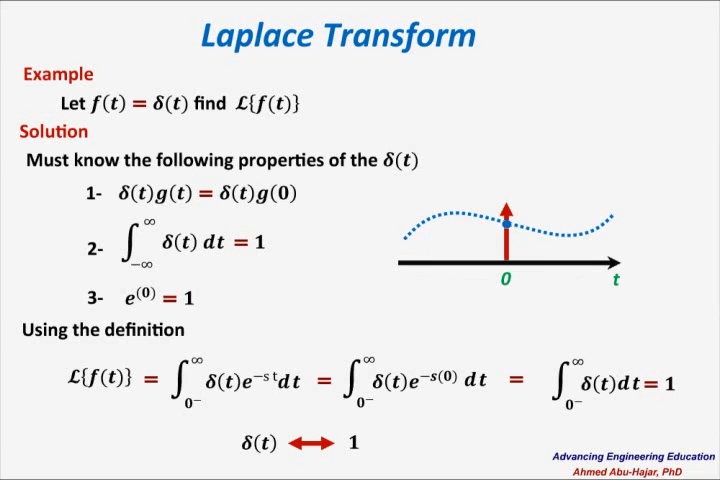 Laplace Transform
Example
Let f(t) = δ(t) find ℒ{f(t)}
Solution
Must know the following properties of the δ(t)
1- δ(t)g(t) = δ(t)g(0)
2- ∫_{−∞}^{∞} δ(t) dt = 1
3- e^{(0)} = 1
0 t
Using the definition
ℒ{f(t)} = ∫_{0⁻}^{∞} δ(t)e^{−s t}dt = ∫_{0⁻}^{∞} δ(t)e^{−s(0)} dt = ∫_{0⁻}^{∞} δ(t)dt = 1
δ(t) ⟷ 1
Advancing Engineering Education
Ahmed Abu-Hajar, PhD